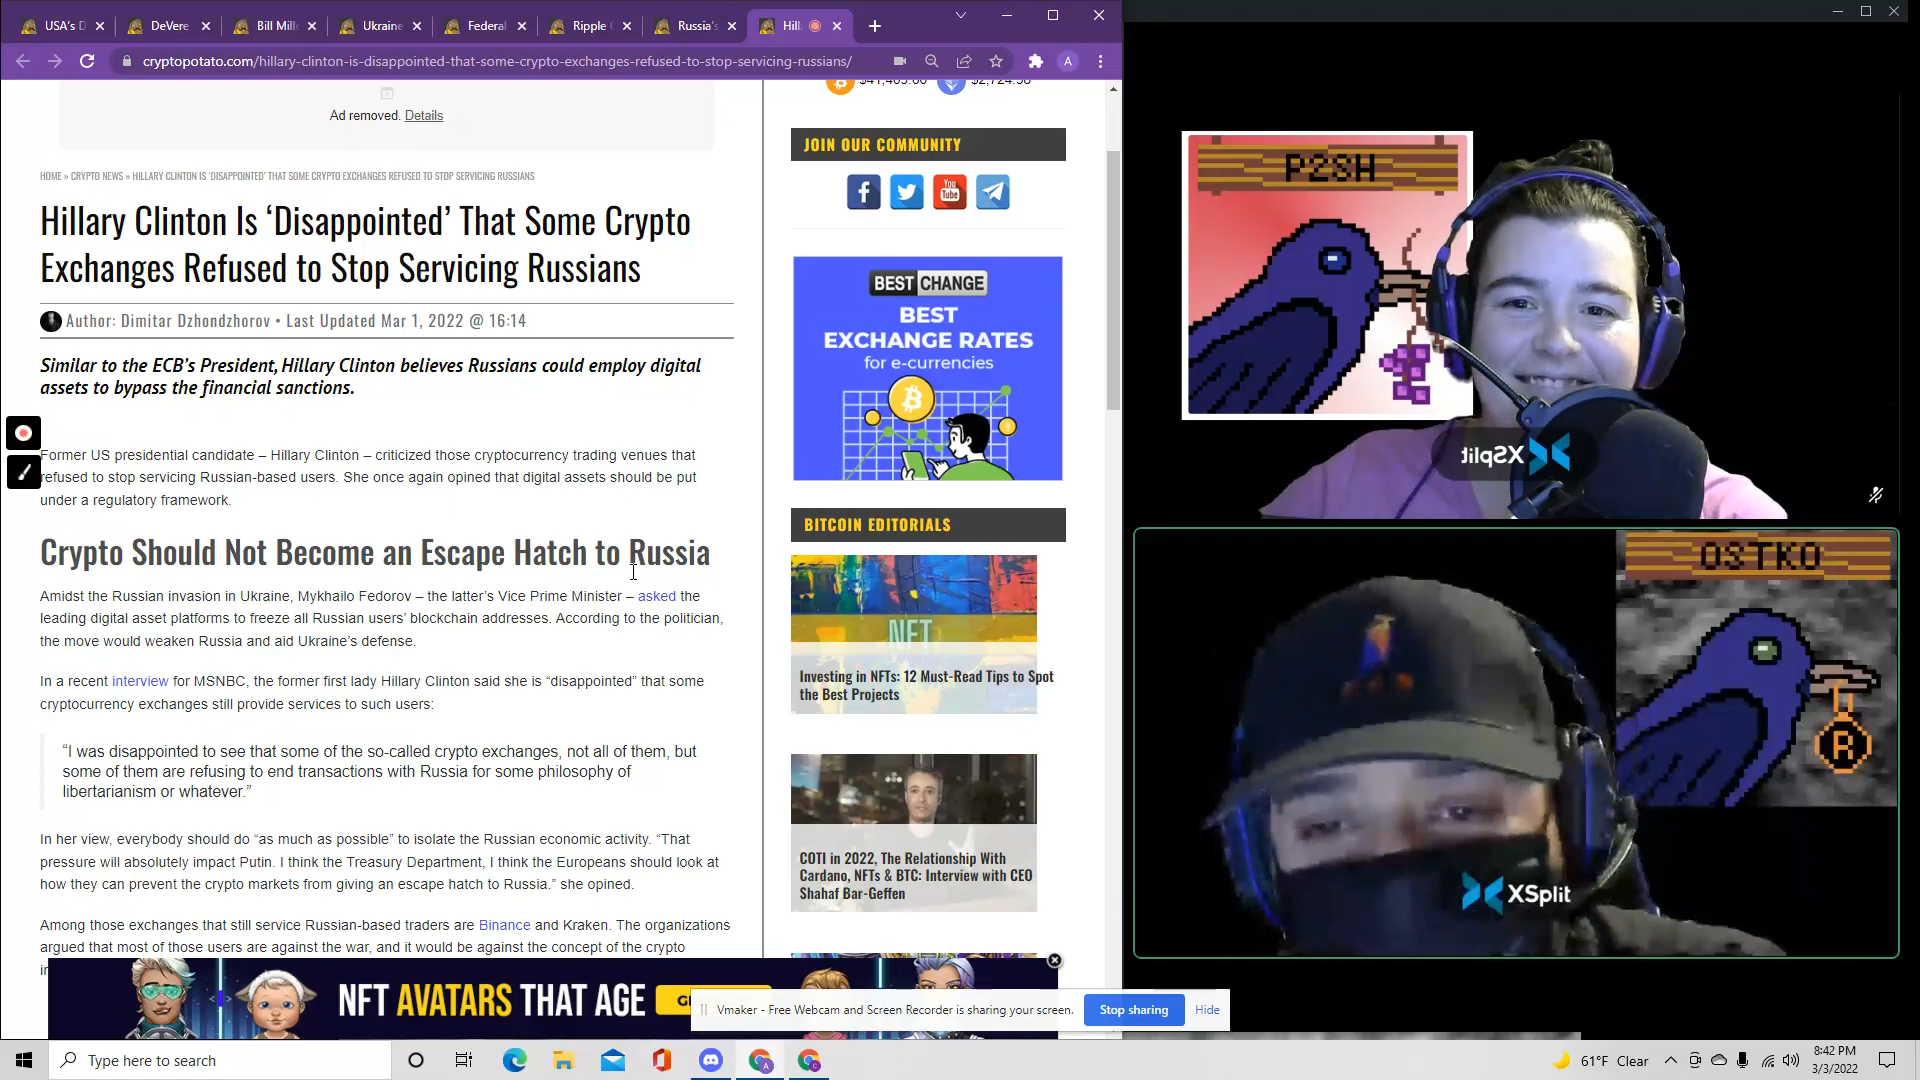 USA's D
DeVere
Bill Mill
Ukraine
Federal
Ripple
Russia's
Hill
cryptopotato.com/hillary-clinton-is-disappointed-that-some-crypto-exchanges-refused-to-stop-servicing-russians/
A
Ad removed. Details
HOME » CRYPTO NEWS » HILLARY CLINTON IS 'DISAPPOINTED' THAT SOME CRYPTO EXCHANGES REFUSED TO STOP SERVICING RUSSIANS
Hillary Clinton Is ‘Disappointed’ That Some Crypto
Exchanges Refused to Stop Servicing Russians
Author: Dimitar Dzhondzhorov • Last Updated Mar 1, 2022 @ 16:14
Similar to the ECB’s President, Hillary Clinton believes Russians could employ digital
assets to bypass the financial sanctions.
Former US presidential candidate – Hillary Clinton – criticized those cryptocurrency trading venues that
refused to stop servicing Russian-based users. She once again opined that digital assets should be put
under a regulatory framework.
Crypto Should Not Become an Escape Hatch to Russia
Amidst the Russian invasion in Ukraine, Mykhailo Fedorov – the latter’s Vice Prime Minister – asked the
leading digital asset platforms to freeze all Russian users’ blockchain addresses. According to the politician,
the move would weaken Russia and aid Ukraine’s defense.
In a recent interview for MSNBC, the former first lady Hillary Clinton said she is “disappointed” that some
cryptocurrency exchanges still provide services to such users:
“I was disappointed to see that some of the so-called crypto exchanges, not all of them, but
some of them are refusing to end transactions with Russia for some philosophy of
libertarianism or whatever.”
In her view, everybody should do “as much as possible” to isolate the Russian economic activity. “That
pressure will absolutely impact Putin. I think the Treasury Department, I think the Europeans should look at
how they can prevent the crypto markets from giving an escape hatch to Russia.” she opined.
Among those exchanges that still service Russian-based traders are Binance and Kraken. The organizations
argued that most of those users are against the war, and it would be against the concept of the crypto
JOIN OUR COMMUNITY
You
Tube
BEST CHANGE
BEST
EXCHANGE RATES
for e-currencies
BITCOIN EDITORIALS
NFT
Investing in NFTs: 12 Must-Read Tips to Spot
the Best Projects
COTI in 2022, The Relationship With
Cardano, NFTs & BTC: Interview with CEO
Shahaf Bar-Geffen
NFT AVATARS THAT AGE
Vmaker - Free Webcam and Screen Recorder is sharing your screen.
Stop sharing
Hide
P2SH
XSplit
OSTKO
R
XSplit
Type here to search
61°F Clear
8:42 PM
3/3/2022